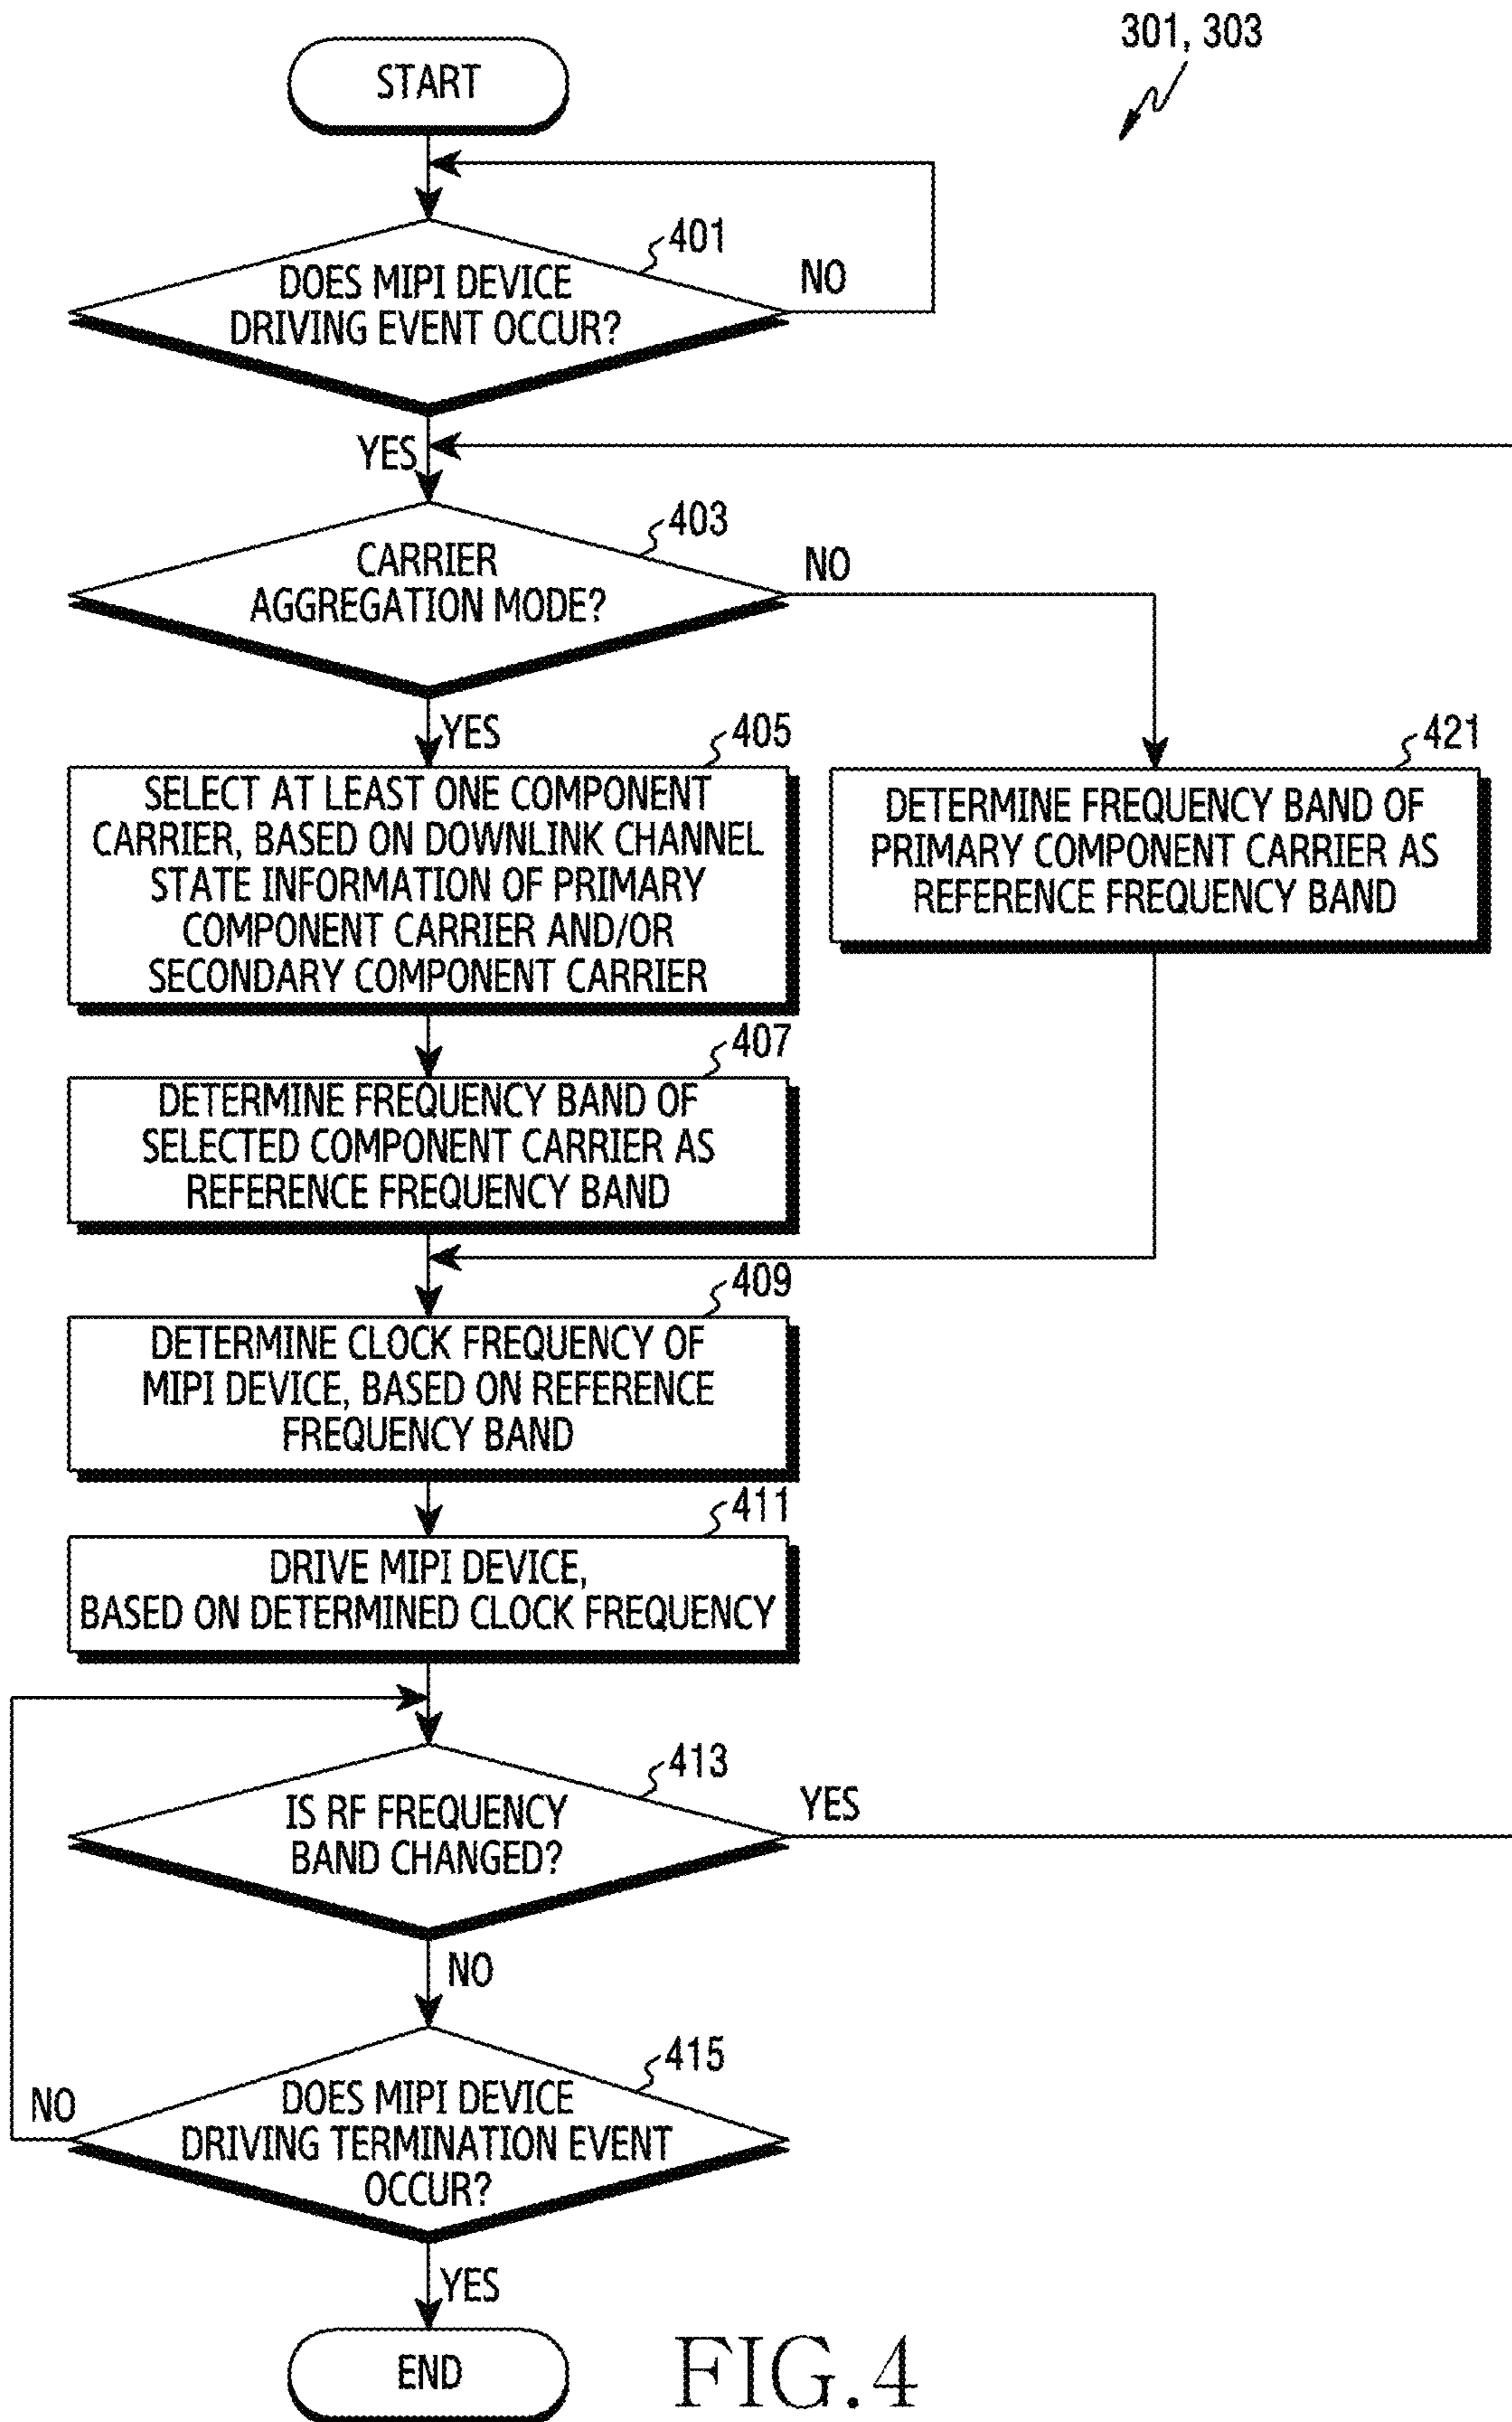 301, 303
START
401
DOES MIPI DEVICE
DRIVING EVENT OCCUR?
NO
YES
403
CARRIER
AGGREGATION MODE?
NO
YES
405
SELECT AT LEAST ONE COMPONENT
CARRIER, BASED ON DOWNLINK CHANNEL
STATE INFORMATION OF PRIMARY
COMPONENT CARRIER AND/OR
SECONDARY COMPONENT CARRIER
421
DETERMINE FREQUENCY BAND OF
PRIMARY COMPONENT CARRIER AS
REFERENCE FREQUENCY BAND
407
DETERMINE FREQUENCY BAND OF
SELECTED COMPONENT CARRIER AS
REFERENCE FREQUENCY BAND
409
DETERMINE CLOCK FREQUENCY OF
MIPI DEVICE, BASED ON REFERENCE
FREQUENCY BAND
411
DRIVE MIPI DEVICE,
BASED ON DETERMINED CLOCK FREQUENCY
413
IS RF FREQUENCY
BAND CHANGED?
YES
NO
415
DOES MIPI DEVICE
DRIVING TERMINATION EVENT
OCCUR?
NO
YES
END
FIG.4